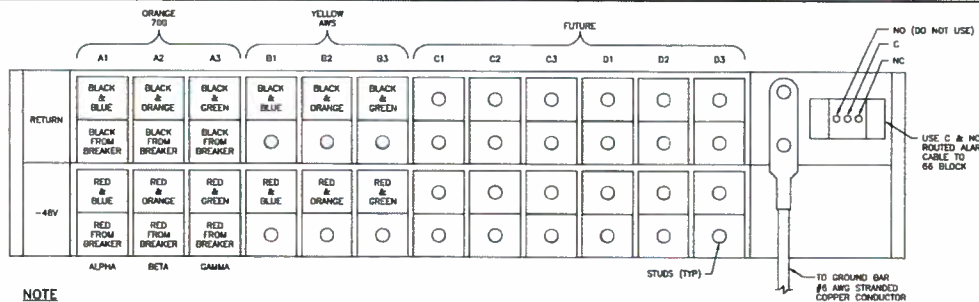 ORANGE
700
YELLOW
AWS
FUTURE
A1 A2 A3 B1 B2 B3 C1 C2 C3 D1 D2 D3
NO (DO NOT USE)
C
NC
RETURN
BLACK & BLUE
BLACK & ORANGE
BLACK & GREEN
BLACK & BLUE
BLACK & ORANGE
BLACK & GREEN
BLACK FROM BREAKER
BLACK FROM BREAKER
BLACK FROM BREAKER
USE C & NC
ROUTED ALAR
CABLE TO
66 BLOCK
-48V
RED & BLUE
RED & ORANGE
RED & GREEN
RED & BLUE
RED & ORANGE
RED & GREEN
RED FROM BREAKER
RED FROM BREAKER
RED FROM BREAKER
ALPHA BETA GAMMA
STUDS (TYP)
TO GROUND BAR
#6 AWG STRANDED
COPPER CONDUCTOR
NOTE